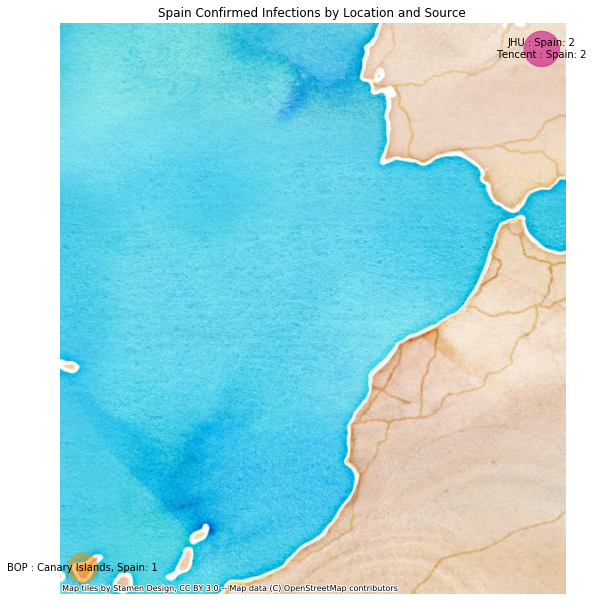 Spain Confirmed Infections by Location and Source
JHU : Spain: 2
Tencent : Spain: 2
BOP : Canary Islands, Spain: 1
Map tiles by Stamen Design, CC BY 3.0 -- Map data (C) OpenStreetMap contributors